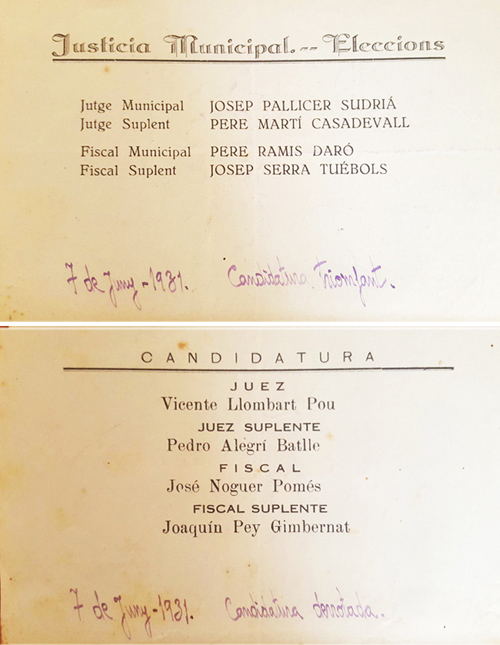 Justicia Municipal.-- Eleccions
Jutge Municipal JOSEP PALLICER SUDRIÁ
Jutge Suplent PERE MARTÍ CASADEVALL
Fiscal Municipal PERE RAMIS DARÓ
Fiscal Suplent JOSEP SERRA TUÉBOLS
7 de Juny - 1931. Candidatura Triomfant.
CANDIDATURA
JUEZ
Vicente Llombart Pou
JUEZ SUPLENTE
Pedro Alegrí Batlle
FISCAL
José Noguer Pomés
FISCAL SUPLENTE
Joaquín Pey Gimbernat
7 de Juny - 1931. Candidatura derrotada.